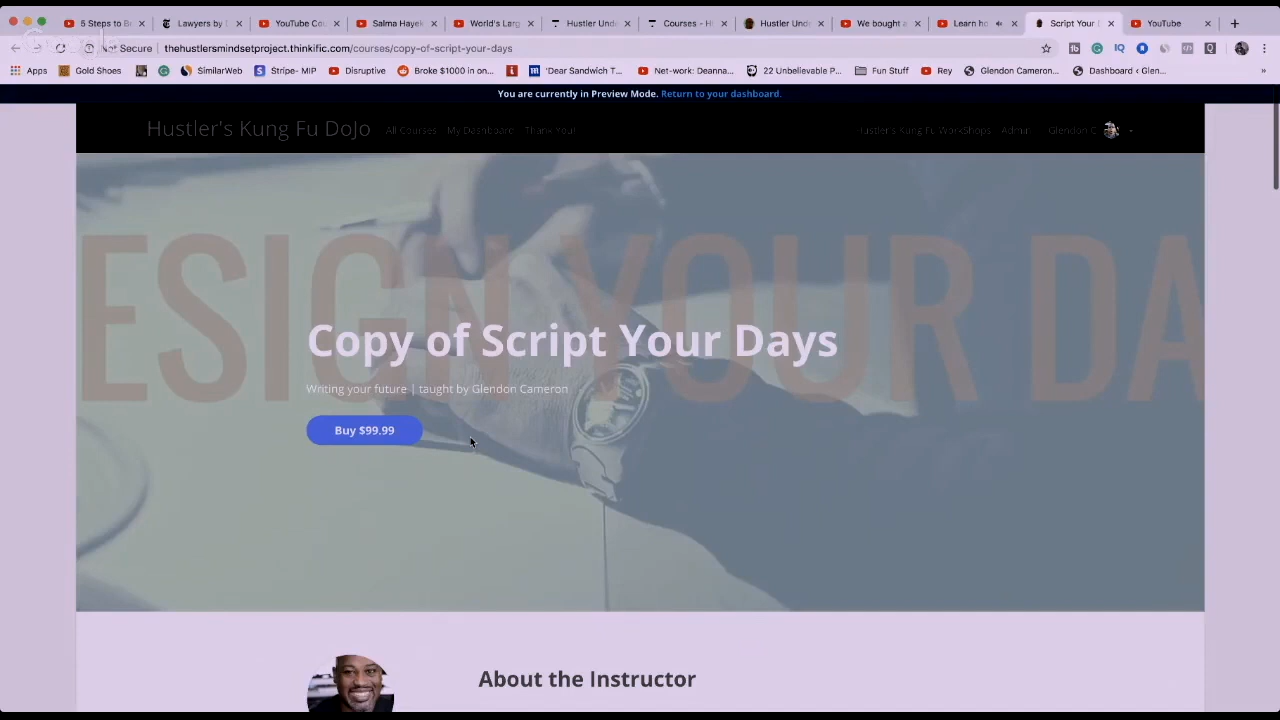 6 Steps to Br
Lawyers by D
YouTube Cou
Salma Hayek
World's Larg
Hustler Unde
Courses - H
Hustler Und
We bought a
Learn ho
Script Your D
YouTube
Secure
thehustlersmindsetproject.thinkific.com/courses/copy-of-script-your-days
Apps
Gold Shoes
SimilarWeb
Stripe- MIP
Disruptive
Broke $1000 in on...
'Dear Sandwich T...
Net-work: Deanna...
22 Unbelievable P...
Fun Stuff
Rey
Glendon Cameron...
Dashboard ‹ Glen...
You are currently in Preview Mode. Return to your dashboard.
Hustler's Kung Fu DoJo
All Courses
My Dashboard
Thank You!
Hustler's Kung Fu WorkShops
Admin
Glendon C
ESIGN YOUR DA
Copy of Script Your Days
Writing your future | taught by Glendon Cameron
Buy $99.99
About the Instructor